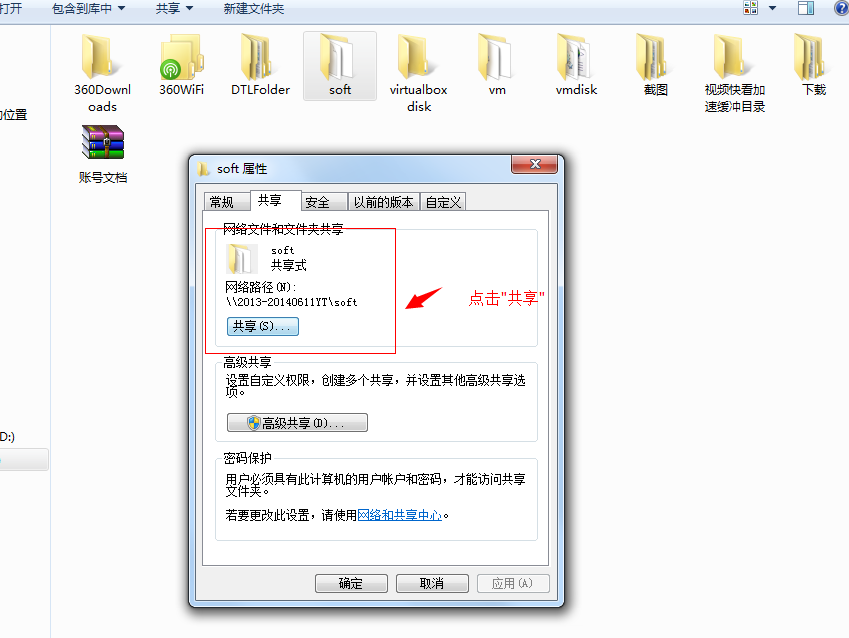 打开
包含到库中
共享
新建文件夹
360Downl
oads
360WiFi
DTLFolder
soft
virtualbox
disk
vm
vmdisk
截图
视频快看加
速缓冲目录
下载
的位置
账号文档
soft 属性
常规
共享
安全
以前的版本
自定义
网络文件和文件夹共享
soft
共享式
网络路径(N):
\\2013-20140611YT\soft
共享(S)...
点击"共享"
高级共享
设置自定义权限，创建多个共享，并设置其他高级共享选
项。
高级共享(D)...
D:)
密码保护
用户必须具有此计算机的用户帐户和密码，才能访问共享
文件夹。
若要更改此设置，请使用网络和共享中心。
确定
取消
应用(A)